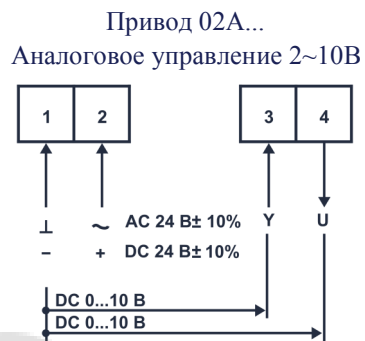 Привод 02А...
Аналоговое управление 2~10В
1 2 3 4
⊥ ~ AC 24 В± 10% Y U
- + DC 24 В± 10%
DC 0...10 В
DC 0...10 В